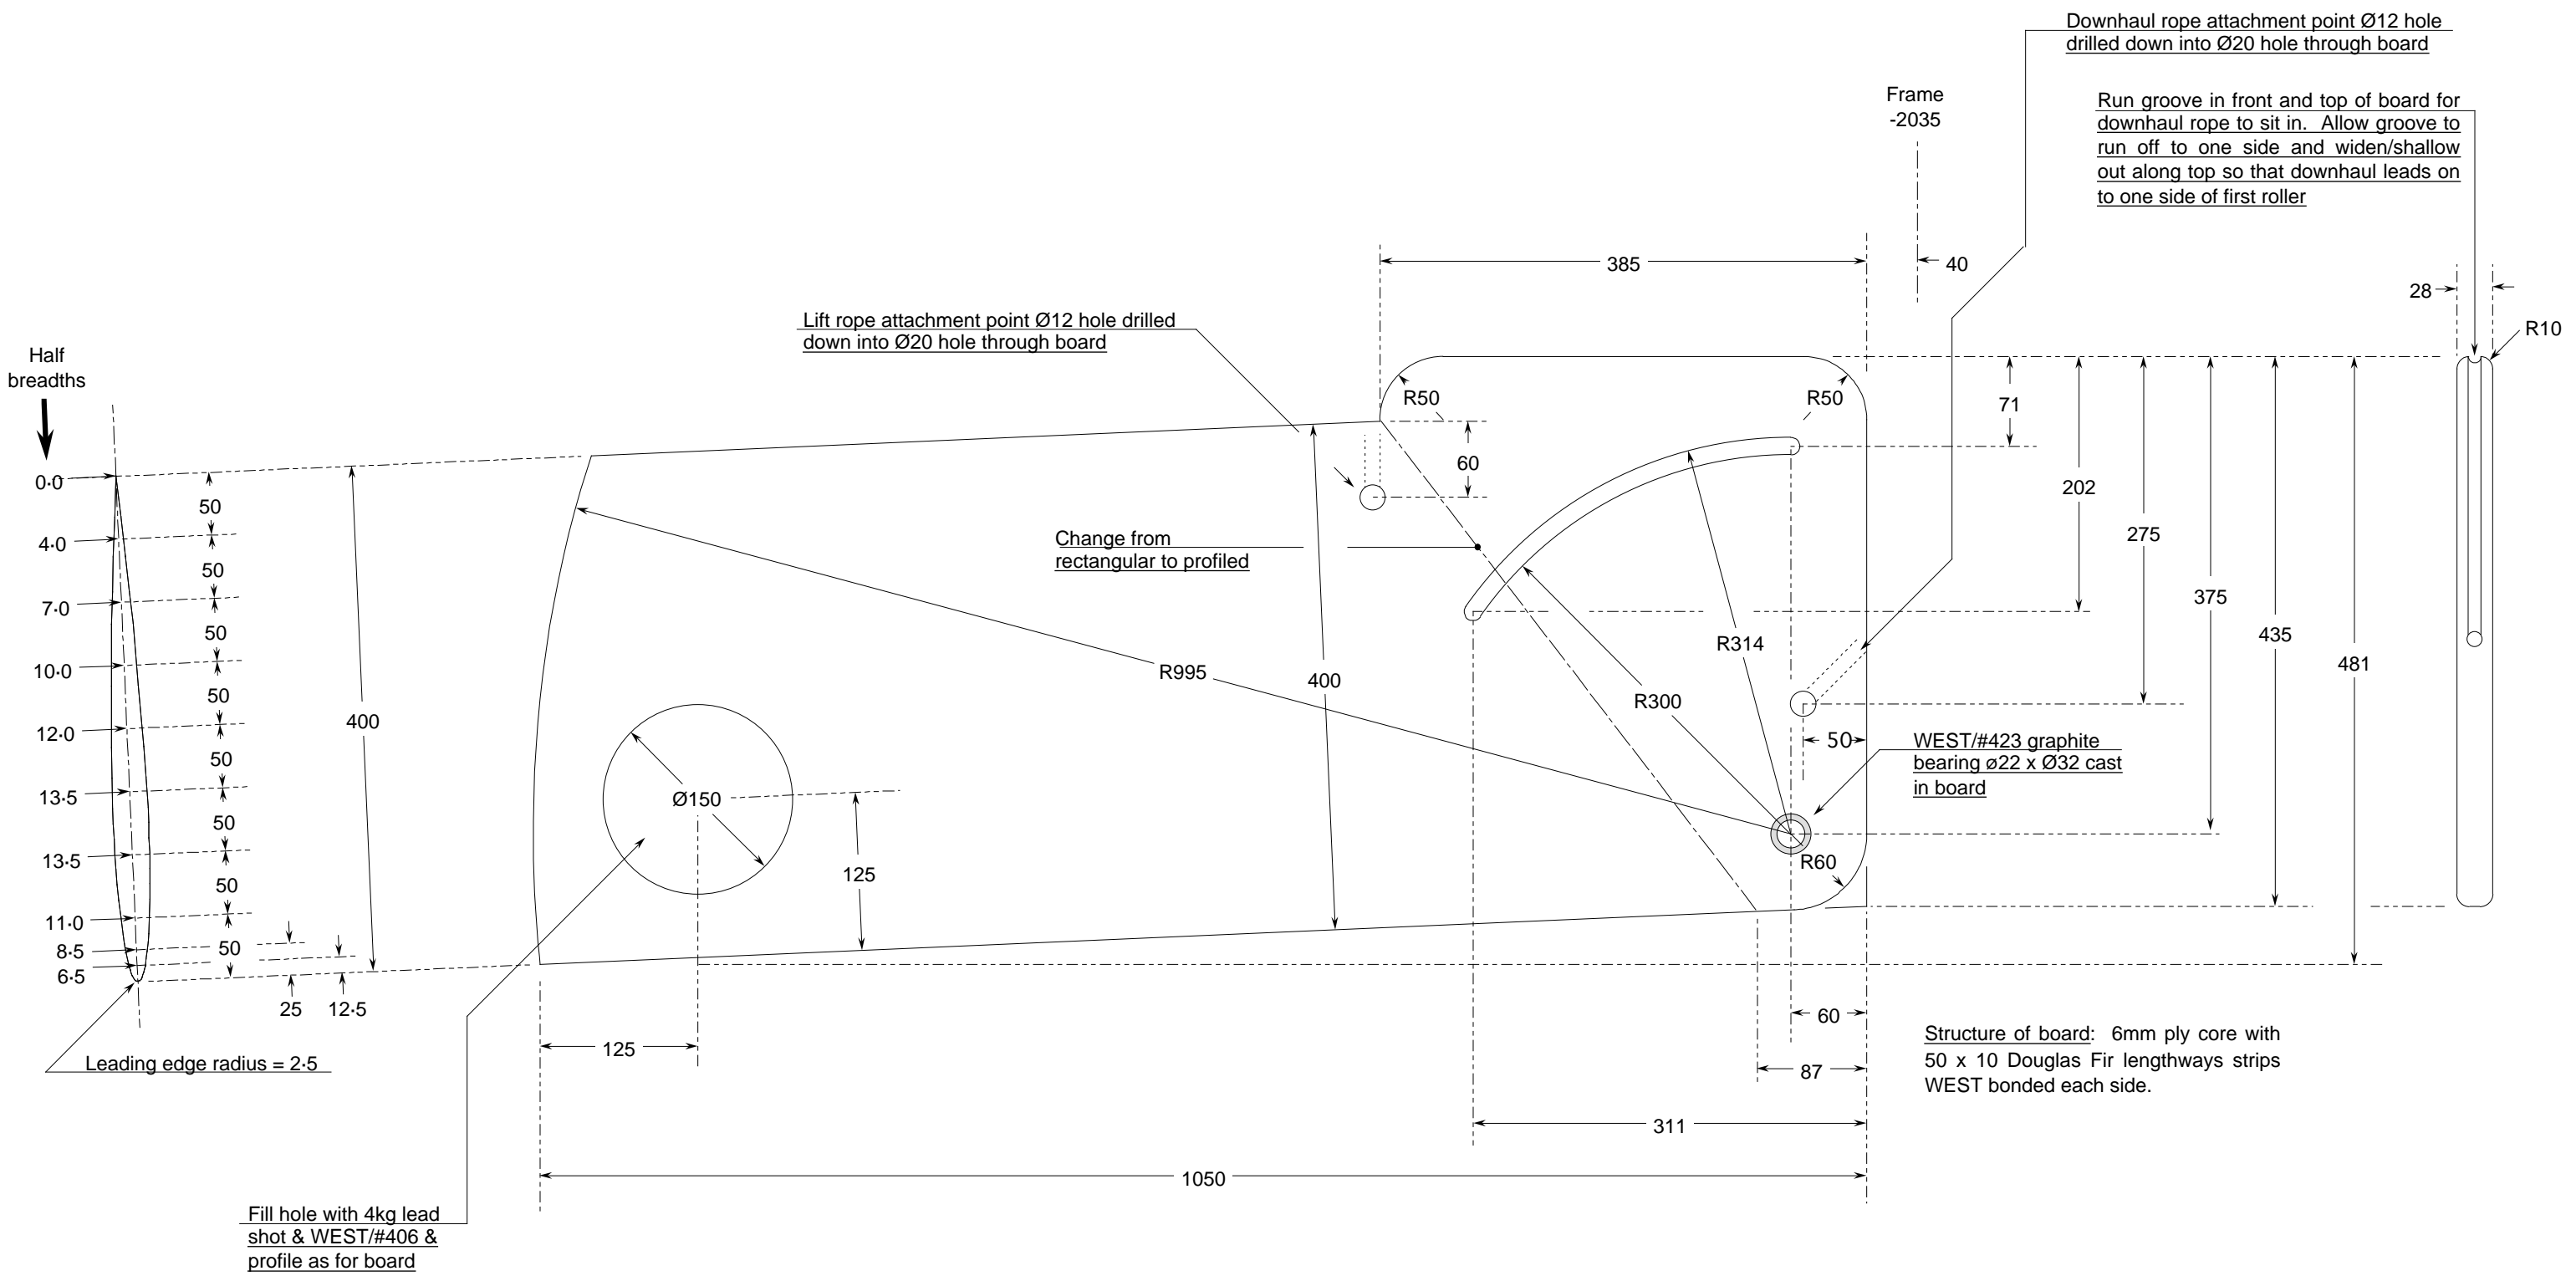 Downhaul rope attachment point Ø12 hole
drilled down into Ø20 hole through board
Frame
-2035
Run groove in front and top of board for
downhaul rope to sit in. Allow groove to
run off to one side and widen/shallow
out along top so that downhaul leads on
to one side of first roller
385
40
28
R10
Lift rope attachment point Ø12 hole drilled
down into Ø20 hole through board
Half
breadths
R50
R50
71
60
0·0
50
4·0
50
7·0
50
10·0
50
12·0
50
13·5
50
13·5
50
11·0
50
8·5
6·5
25
12·5
400
Leading edge radius = 2·5
202
275
375
435
481
Change from
rectangular to profiled
R995
400
R314
R300
50
WEST/#423 graphite
bearing ø22 x Ø32 cast
in board
Ø150
125
R60
60
125
87
311
1050
Structure of board: 6mm ply core with
50 x 10 Douglas Fir lengthways strips
WEST bonded each side.
Fill hole with 4kg lead
shot & WEST/#406 &
profile as for board